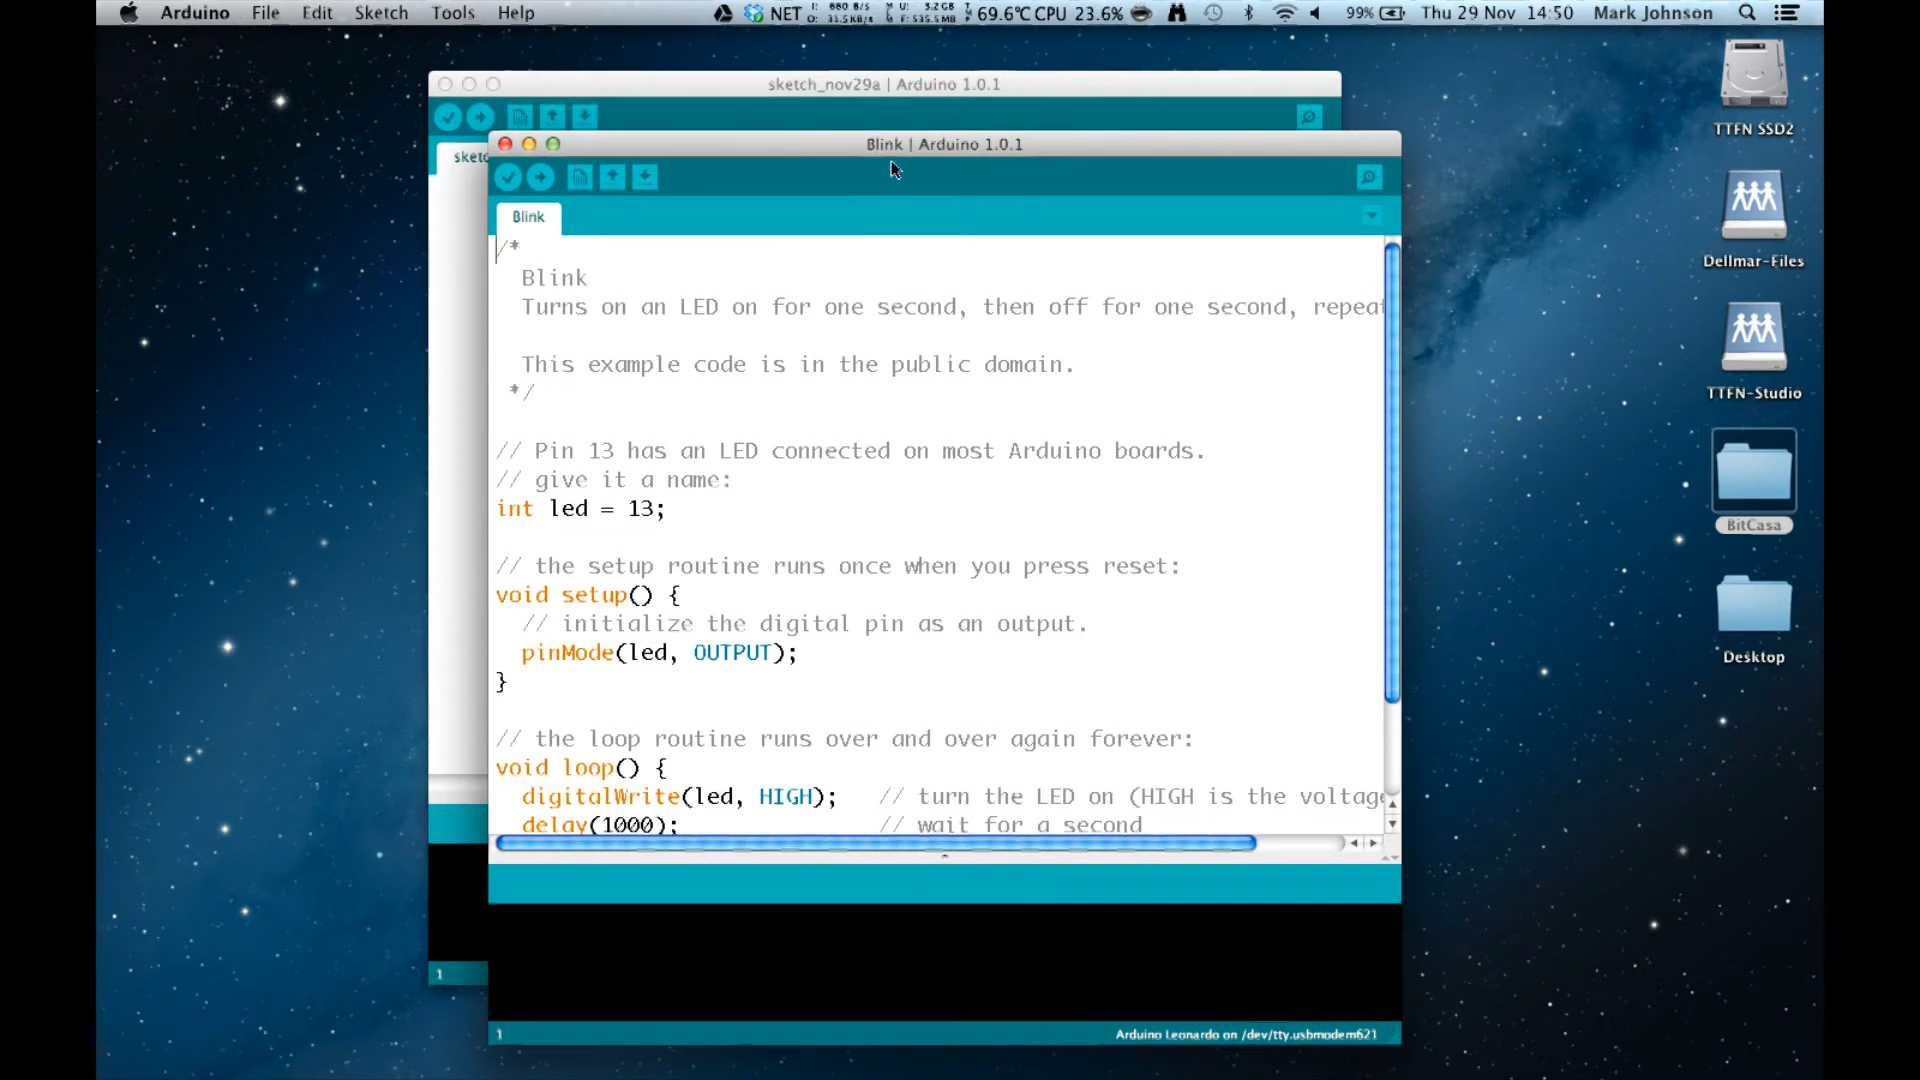 Arduino File Edit Sketch Tools Help NET 69.6°C CPU 23.6% 99% Thu 29 Nov 14:50 Mark Johnson
sketch_nov29a | Arduino 1.0.1
Blink | Arduino 1.0.1
Blink
/*
Blink
Turns on an LED on for one second, then off for one second, repeat
This example code is in the public domain.
*/
// Pin 13 has an LED connected on most Arduino boards.
// give it a name:
int led = 13;
// the setup routine runs once when you press reset:
void setup() {
// initialize the digital pin as an output.
pinMode(led, OUTPUT);
}
// the loop routine runs over and over again forever:
void loop() {
digitalWrite(led, HIGH); // turn the LED on (HIGH is the voltage
delay(1000); // wait for a second
1
Arduino Leonardo on /dev/tty.usbmodem621
1
TTFN SSD2
Dellmar-Files
TTFN-Studio
BitCasa
Desktop